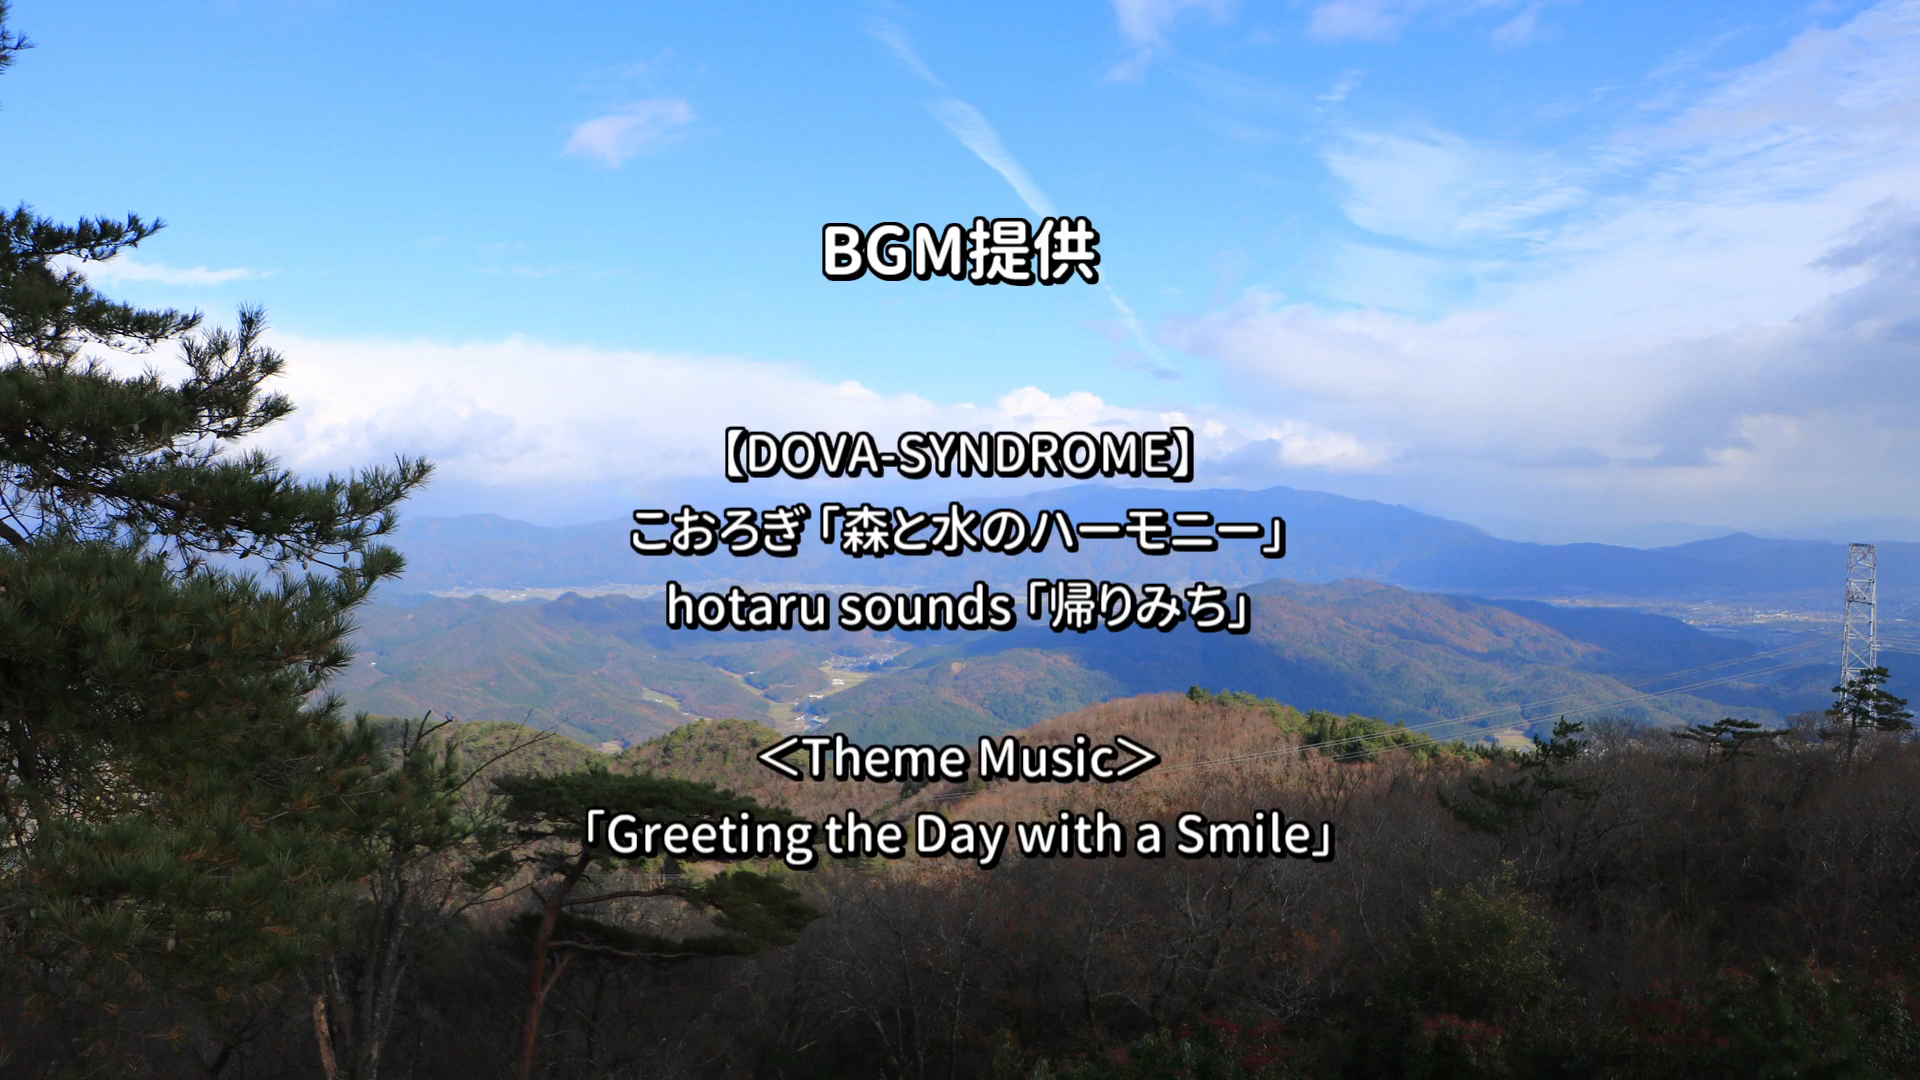 BGM提供
【DOVA-SYNDROME】
こおろぎ「森と水のハーモニー」
hotaru sounds「帰りみち」
＜Theme Music＞
「Greeting the Day with a Smile」